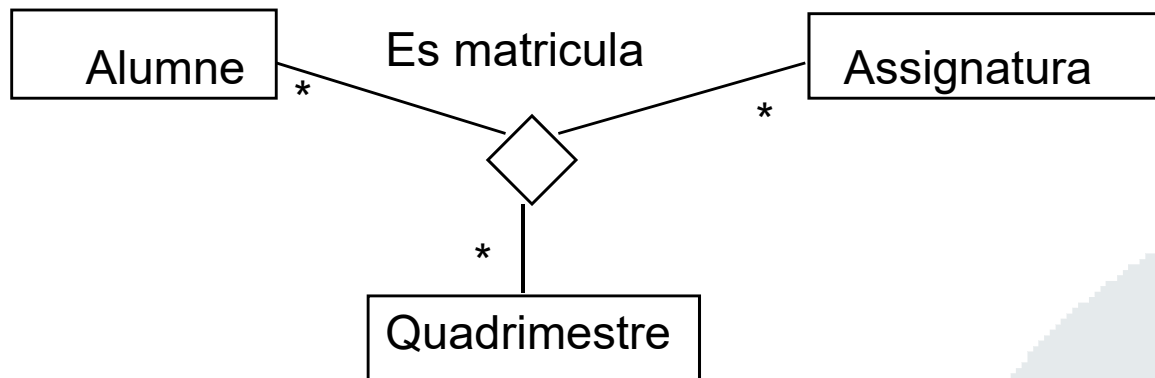 Es matricula
Alumne
Assignatura
*
*
*
Quadrimestre